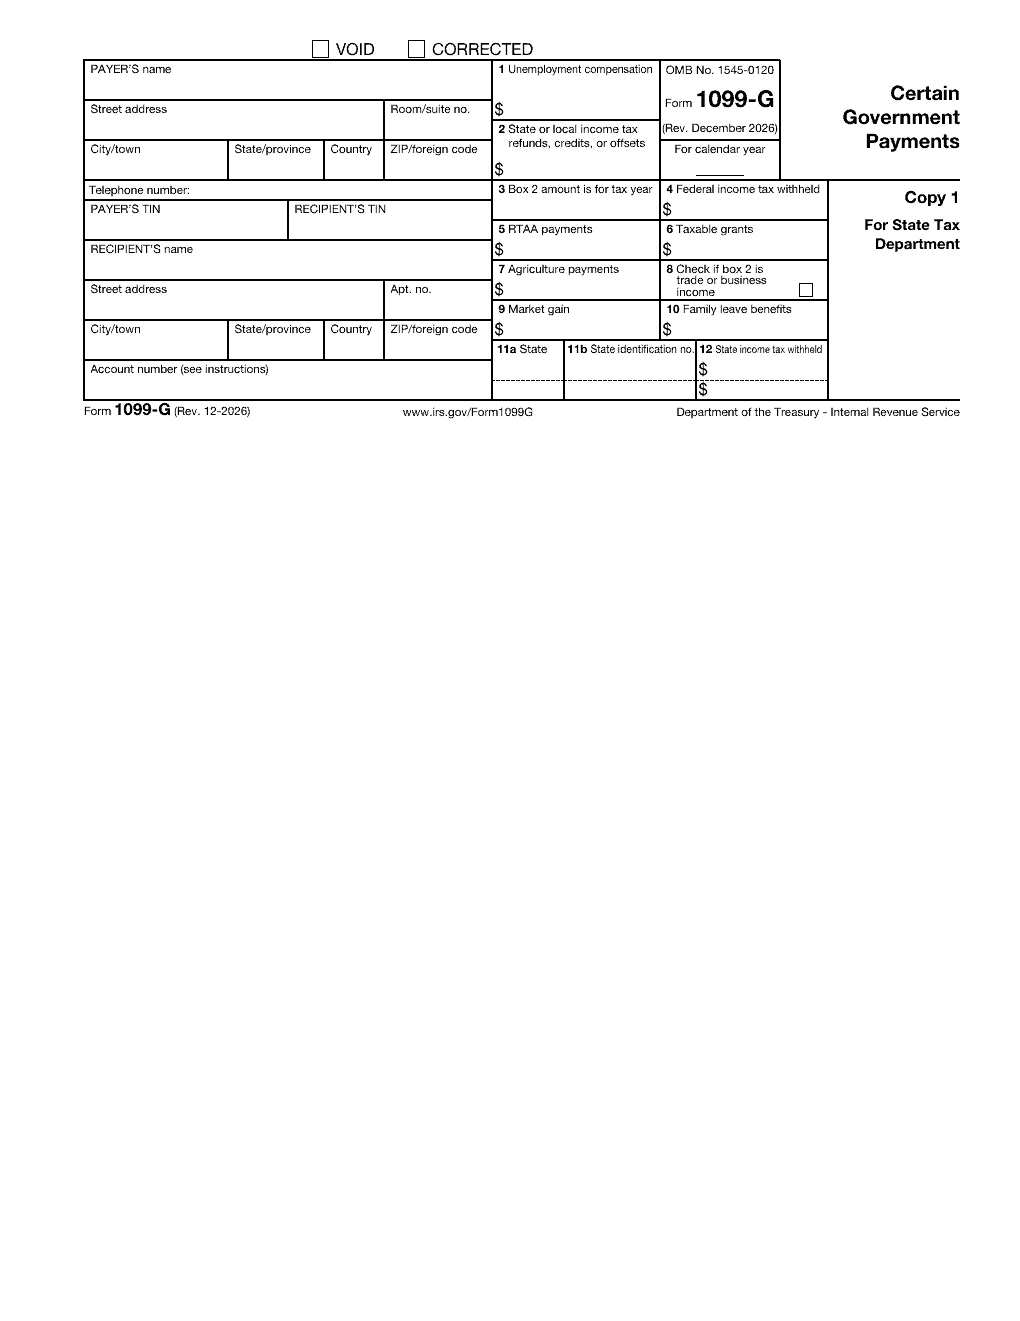 VOID CORRECTED
PAYER'S name
Street address Room/suite no.
City/town State/province Country ZIP/foreign code
Telephone number:
PAYER'S TIN RECIPIENT'S TIN
RECIPIENT'S name
Street address Apt. no.
City/town State/province Country ZIP/foreign code
Account number (see instructions)
1 Unemployment compensation
$
2 State or local income tax
refunds, credits, or offsets
$
OMB No. 1545-0120
Form 1099-G
(Rev. December 2026)
For calendar year
Certain
Government
Payments
3 Box 2 amount is for tax year
4 Federal income tax withheld
$
5 RTAA payments
$
6 Taxable grants
$
7 Agriculture payments
$
8 Check if box 2 is
trade or business
income
9 Market gain
$
10 Family leave benefits
$
11a State 11b State identification no. 12 State income tax withheld
$
$
Copy 1
For State Tax
Department
Form 1099-G (Rev. 12-2026) www.irs.gov/Form1099G Department of the Treasury - Internal Revenue Service